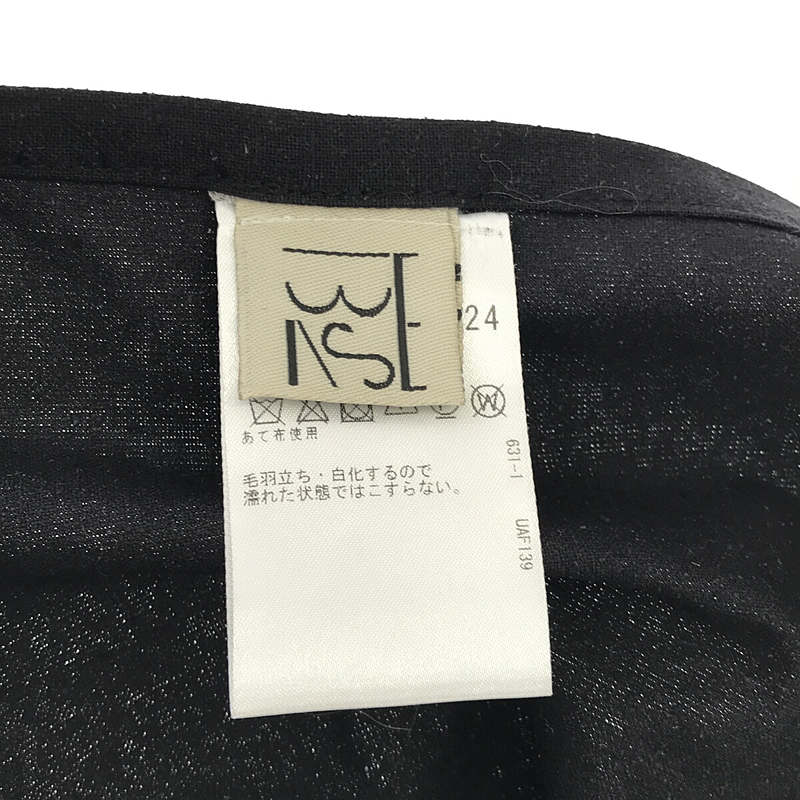 24
あて布使用
毛羽立ち・白化するので
濡れた状態ではこすらない。
631-1
UAF139